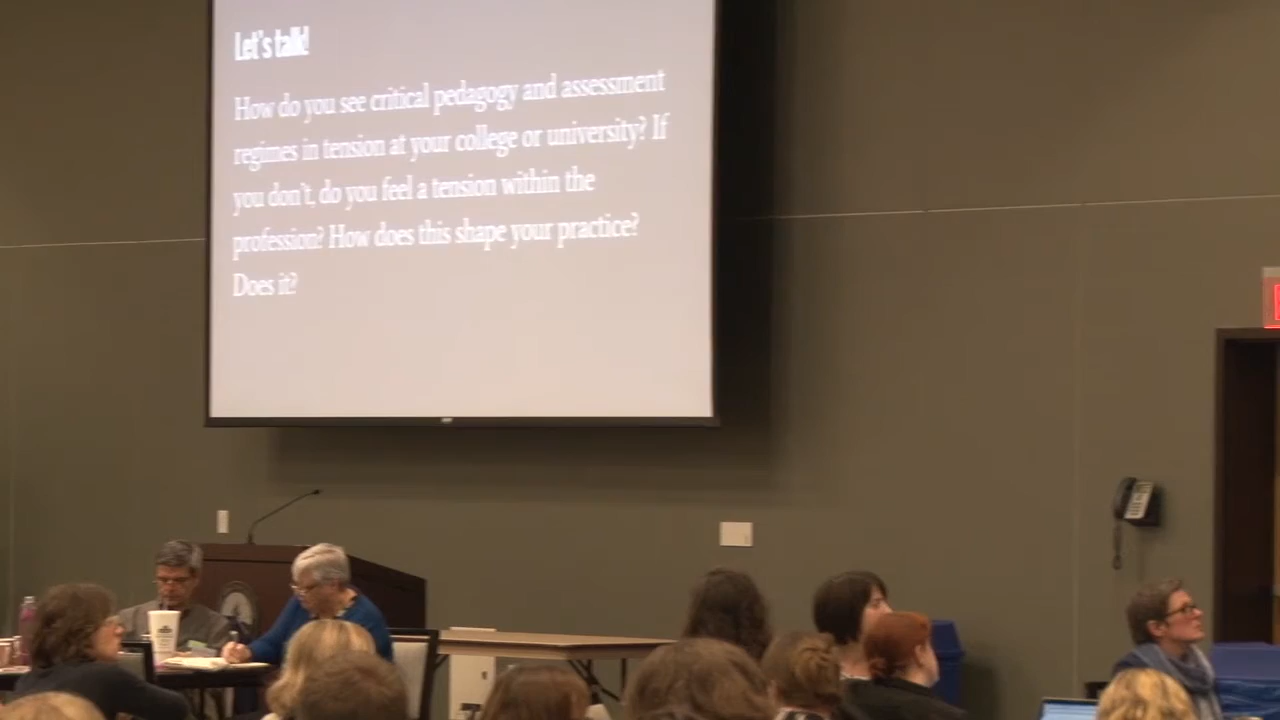 Let's talk!
How do you see critical pedagogy and assessment
regimes in tension at your college or university? If
you don't, do you feel a tension within the
profession? How does this shape your practice?
Does it?